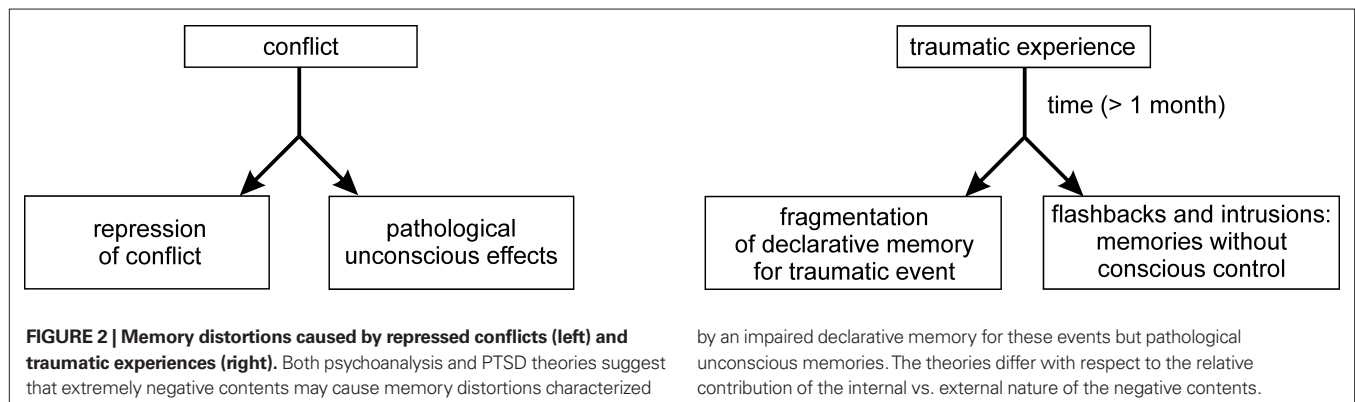 conflict
repression
of conflict
pathological
unconscious effects
traumatic experience
time (> 1 month)
fragmentation
of declarative memory
for traumatic event
flashbacks and intrusions:
memories without
conscious control
FIGURE 2 | Memory distortions caused by repressed conflicts (left) and
traumatic experiences (right). Both psychoanalysis and PTSD theories suggest
that extremely negative contents may cause memory distortions characterized
by an impaired declarative memory for these events but pathological
unconscious memories. The theories differ with respect to the relative
contribution of the internal vs. external nature of the negative contents.